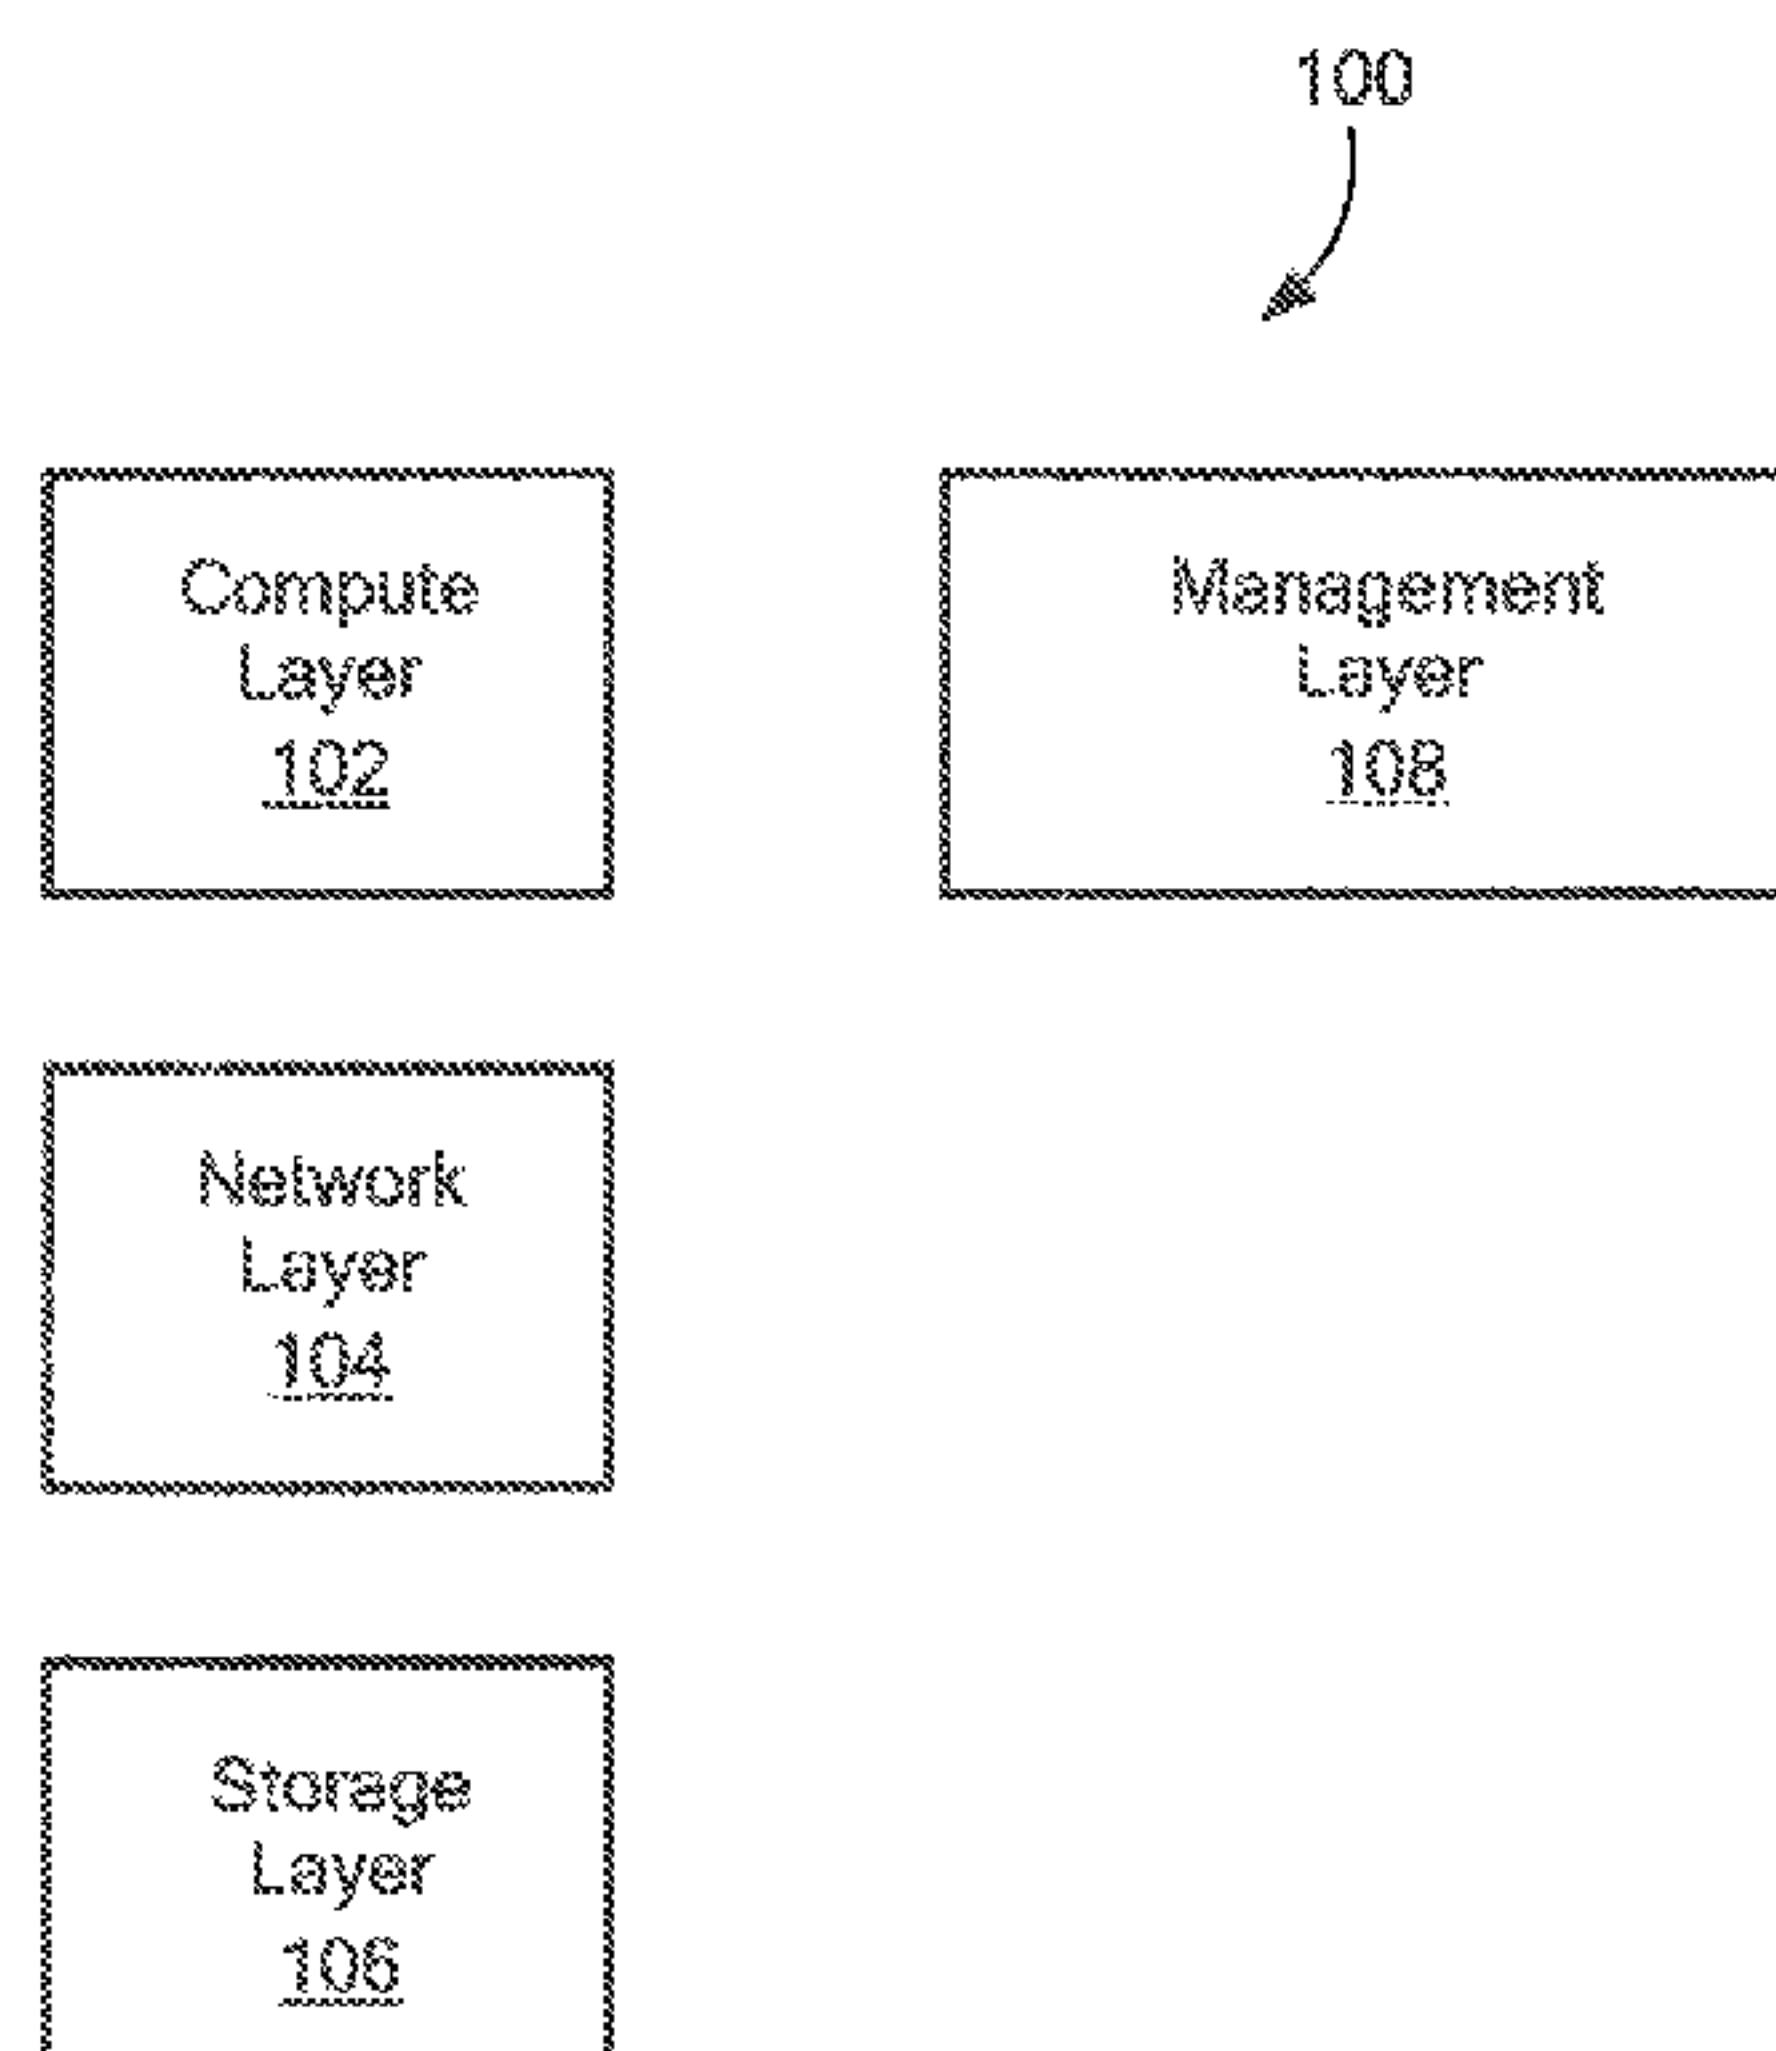 100
Compute
Layer
102
Management
Layer
108
Network
Layer
104
Storage
Layer
106